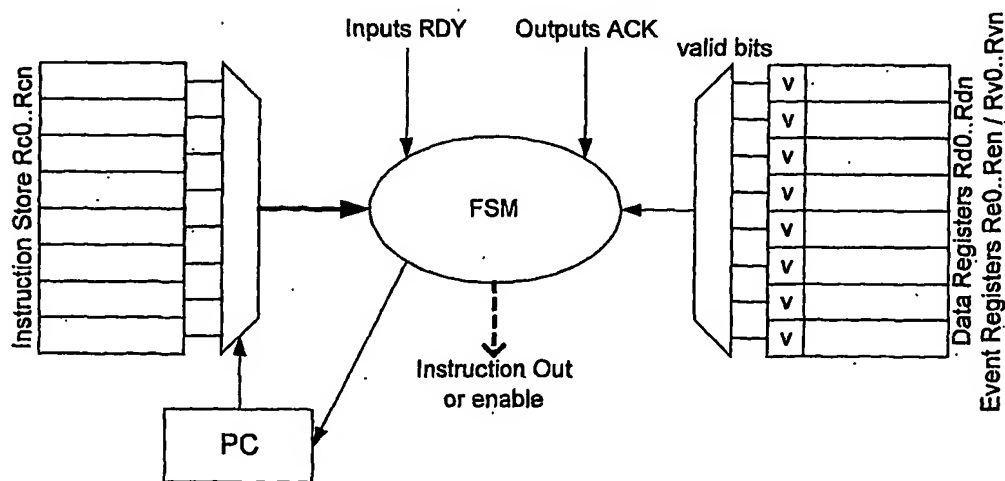 Inputs RDY
Outputs ACK
valid bits
Instruction Store Rc0..Rcn
FSM
v
v
v
v
v
v
v
v
Data Registers Rd0..Rdn
Event Registers Re0..Ren / Rv0..Rvn
Instruction Out
or enable
PC